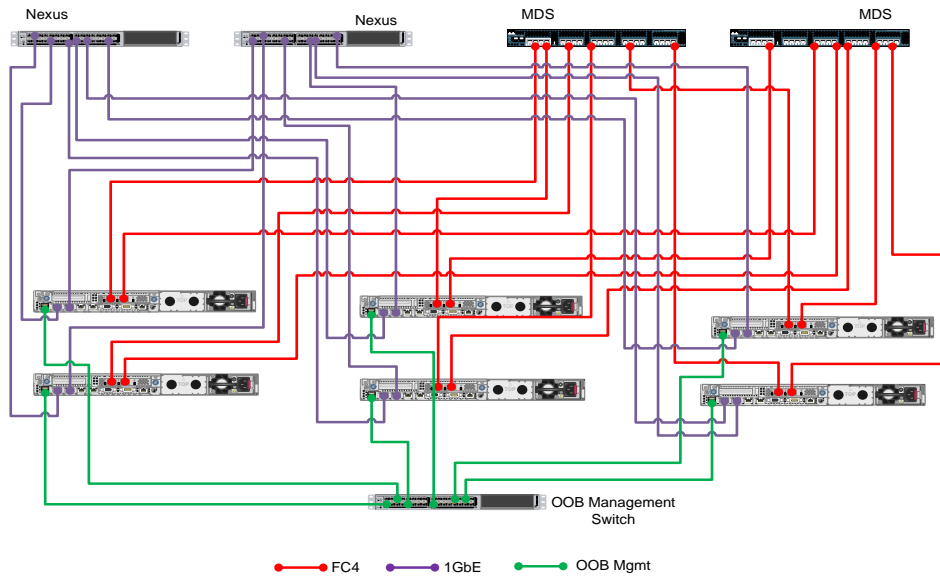 Nexus
Nexus
MDS
MDS
OOB Management
Switch
FC4
1GbE
OOB Mgmt